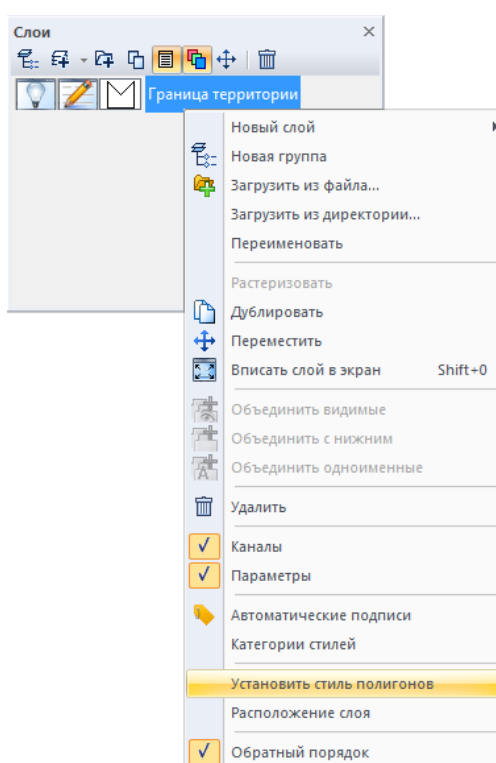 Слои
Граница территории
Новый слой
Новая группа
Загрузить из файла...
Загрузить из директории...
Переименовать
Растеризовать
Дублировать
Переместить
Вписать слой в экран Shift+0
Объединить видимые
Объединить с нижним
Объединить одноименные
Удалить
Каналы
Параметры
Автоматические подписи
Категории стилей
Установить стиль полигонов
Расположение слоя
Обратный порядок